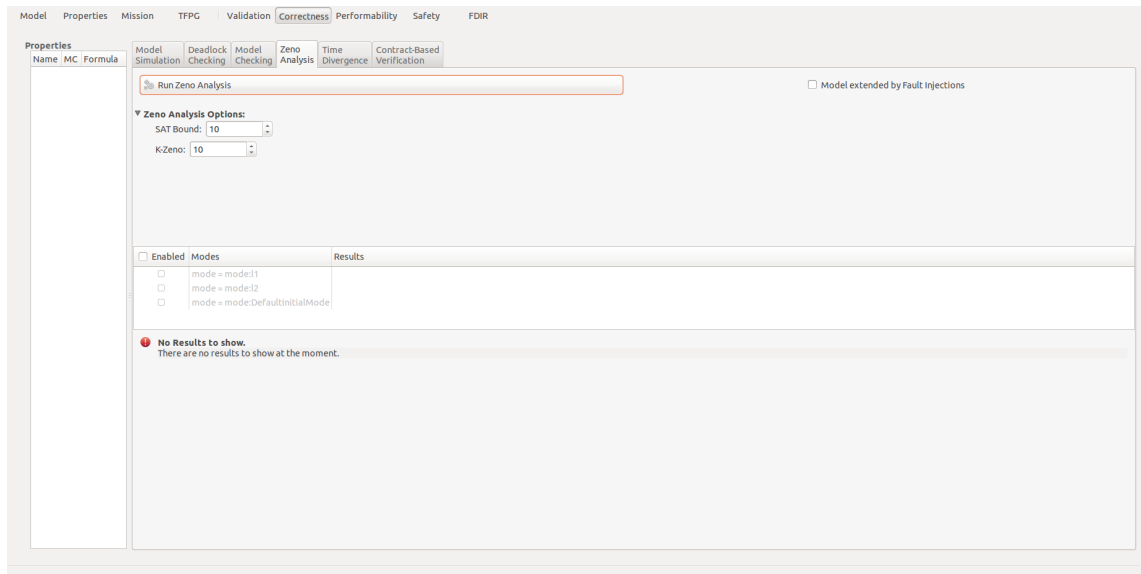 Model Properties Mission TFPG Validation Correctness Performability Safety FDIR
Properties
Name MC Formula
Model Simulation
Deadlock Checking
Model Checking
Zeno Analysis
Time Divergence
Contract-Based Verification
Run Zeno Analysis
Model extended by Fault Injections
Zeno Analysis Options:
SAT Bound: 10
K-Zeno: 10
Enabled Modes Results
mode = mode:l1
mode = mode:l2
mode = mode:DefaultInitialMode
No Results to show.
There are no results to show at the moment.